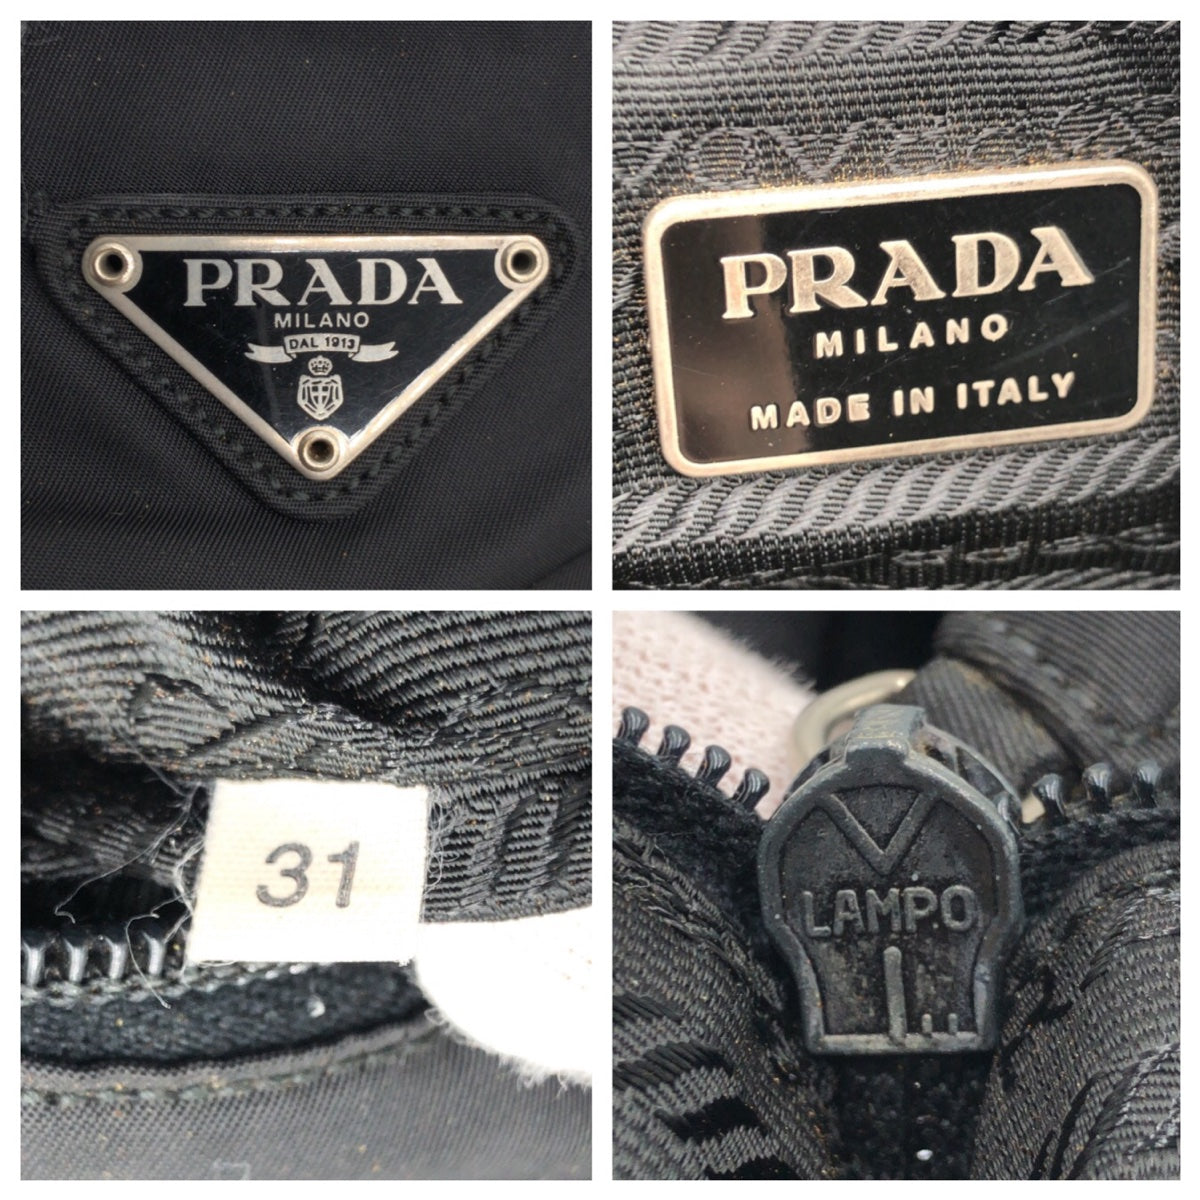 PRADA
MILANO
DAL 1913
PRADA
MILANO
MADE IN ITALY
31
LAMPO